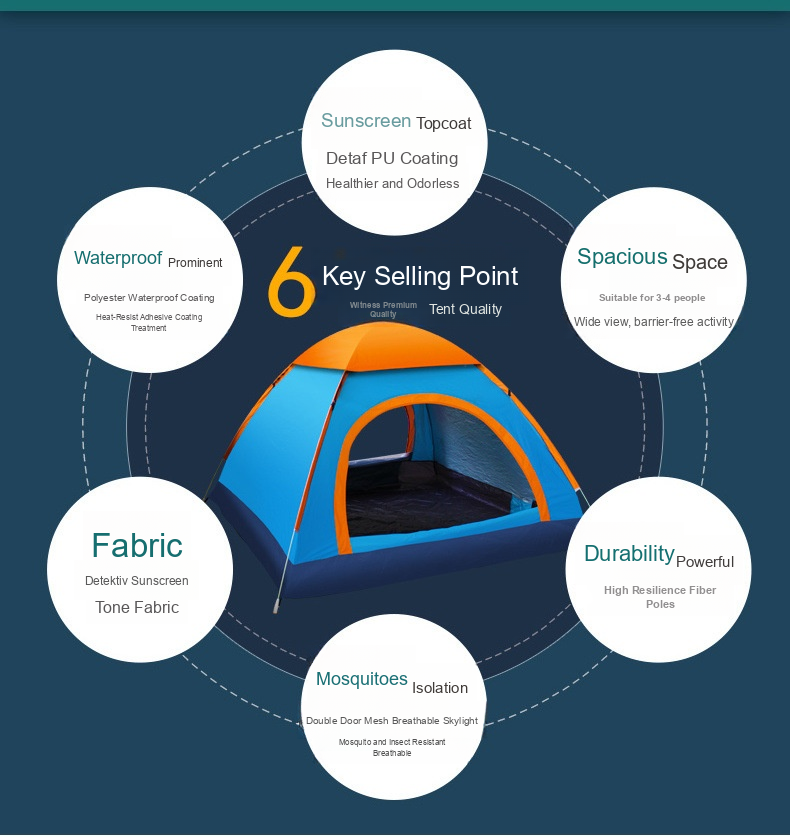 Sunscreen Topcoat
Detaf PU Coating
Healthier and Odorless
Waterproof Prominent
Polyester Waterproof Coating
Heat-Resist Adhesive Coating
Treatment
6 Key Selling Point
Witness Premium
Quality
Tent Quality
Spacious Space
Suitable for 3-4 people
Wide view, barrier-free activity
Fabric
Detektiv Sunscreen
Tone Fabric
Durability Powerful
High Resilience Fiber
Poles
Mosquitoes Isolation
Double Door Mesh Breathable Skylight
Mosquito and Insect Resistant
Breathable